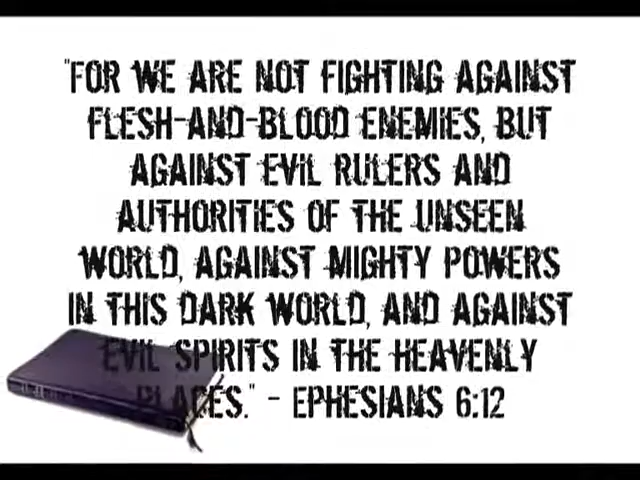 "FOR WE ARE NOT FIGHTING AGAINST
FLESH-AND-BLOOD ENEMIES, BUT
AGAINST EVIL RULERS AND
AUTHORITIES OF THE UNSEEN
WORLD, AGAINST MIGHTY POWERS
IN THIS DARK WORLD, AND AGAINST
EVIL SPIRITS IN THE HEAVENLY
PLACES." - EPHESIANS 6:12